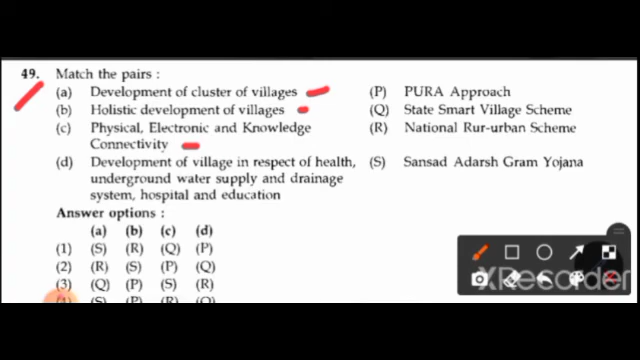 49. Match the pairs :
(a) Development of cluster of villages (P) PURA Approach
(b) Holistic development of villages (Q) State Smart Village Scheme
(c) Physical, Electronic and Knowledge Connectivity (R) National Rur-urban Scheme
(d) Development of village in respect of health, underground water supply and drainage system, hospital and education (S) Sansad Adarsh Gram Yojana
Answer options :
(a) (b) (c) (d)
(1) (S) (R) (Q) (P)
(2) (R) (S) (P) (Q)
(3) (Q) (P) (S) (R)
(4) (S) (P) (R) (Q)
XRecorder